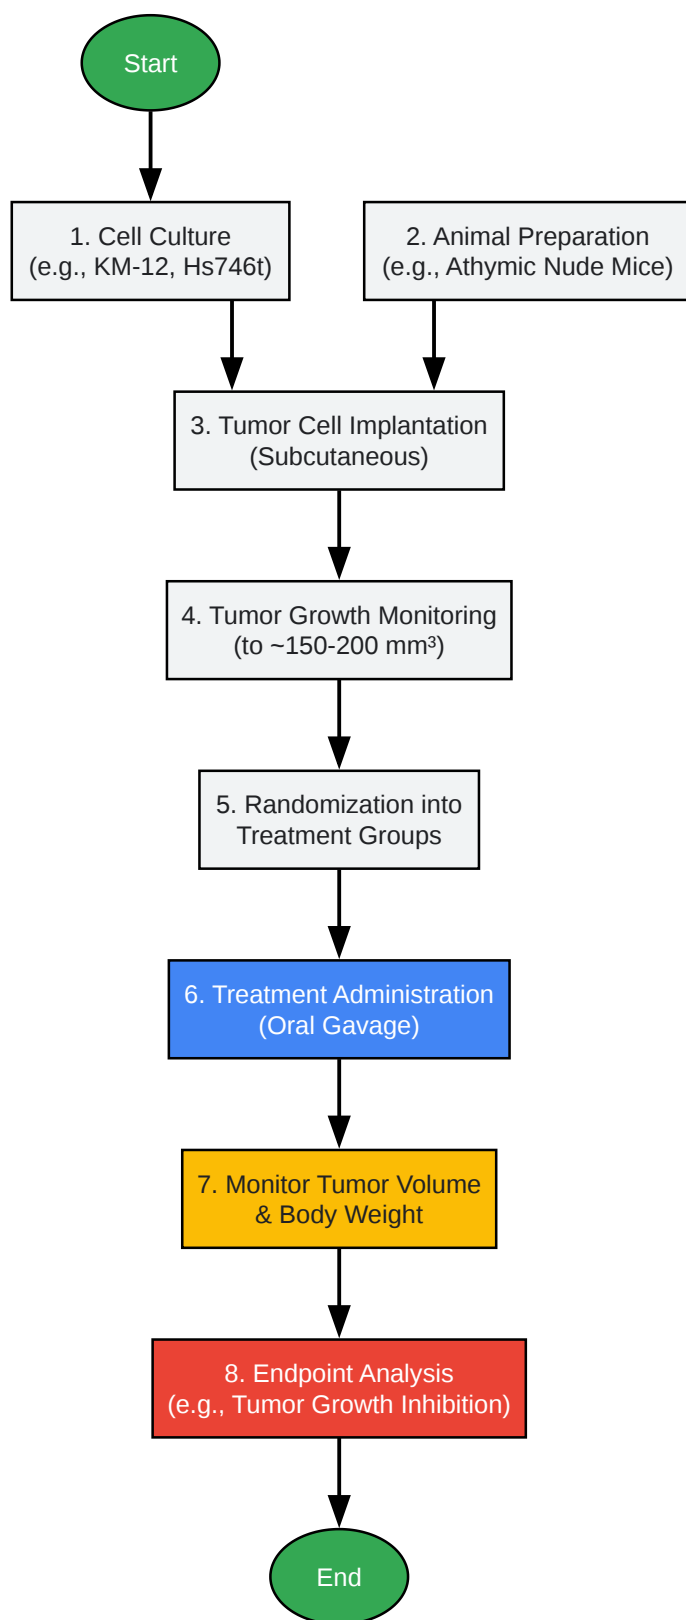 Start
1. Cell Culture
(e.g., KM-12, Hs746t)
2. Animal Preparation
(e.g., Athymic Nude Mice)
3. Tumor Cell Implantation
(Subcutaneous)
4. Tumor Growth Monitoring
(to ~150-200 mm³)
5. Randomization into
Treatment Groups
6. Treatment Administration
(Oral Gavage)
7. Monitor Tumor Volume
& Body Weight
8. Endpoint Analysis
(e.g., Tumor Growth Inhibition)
End